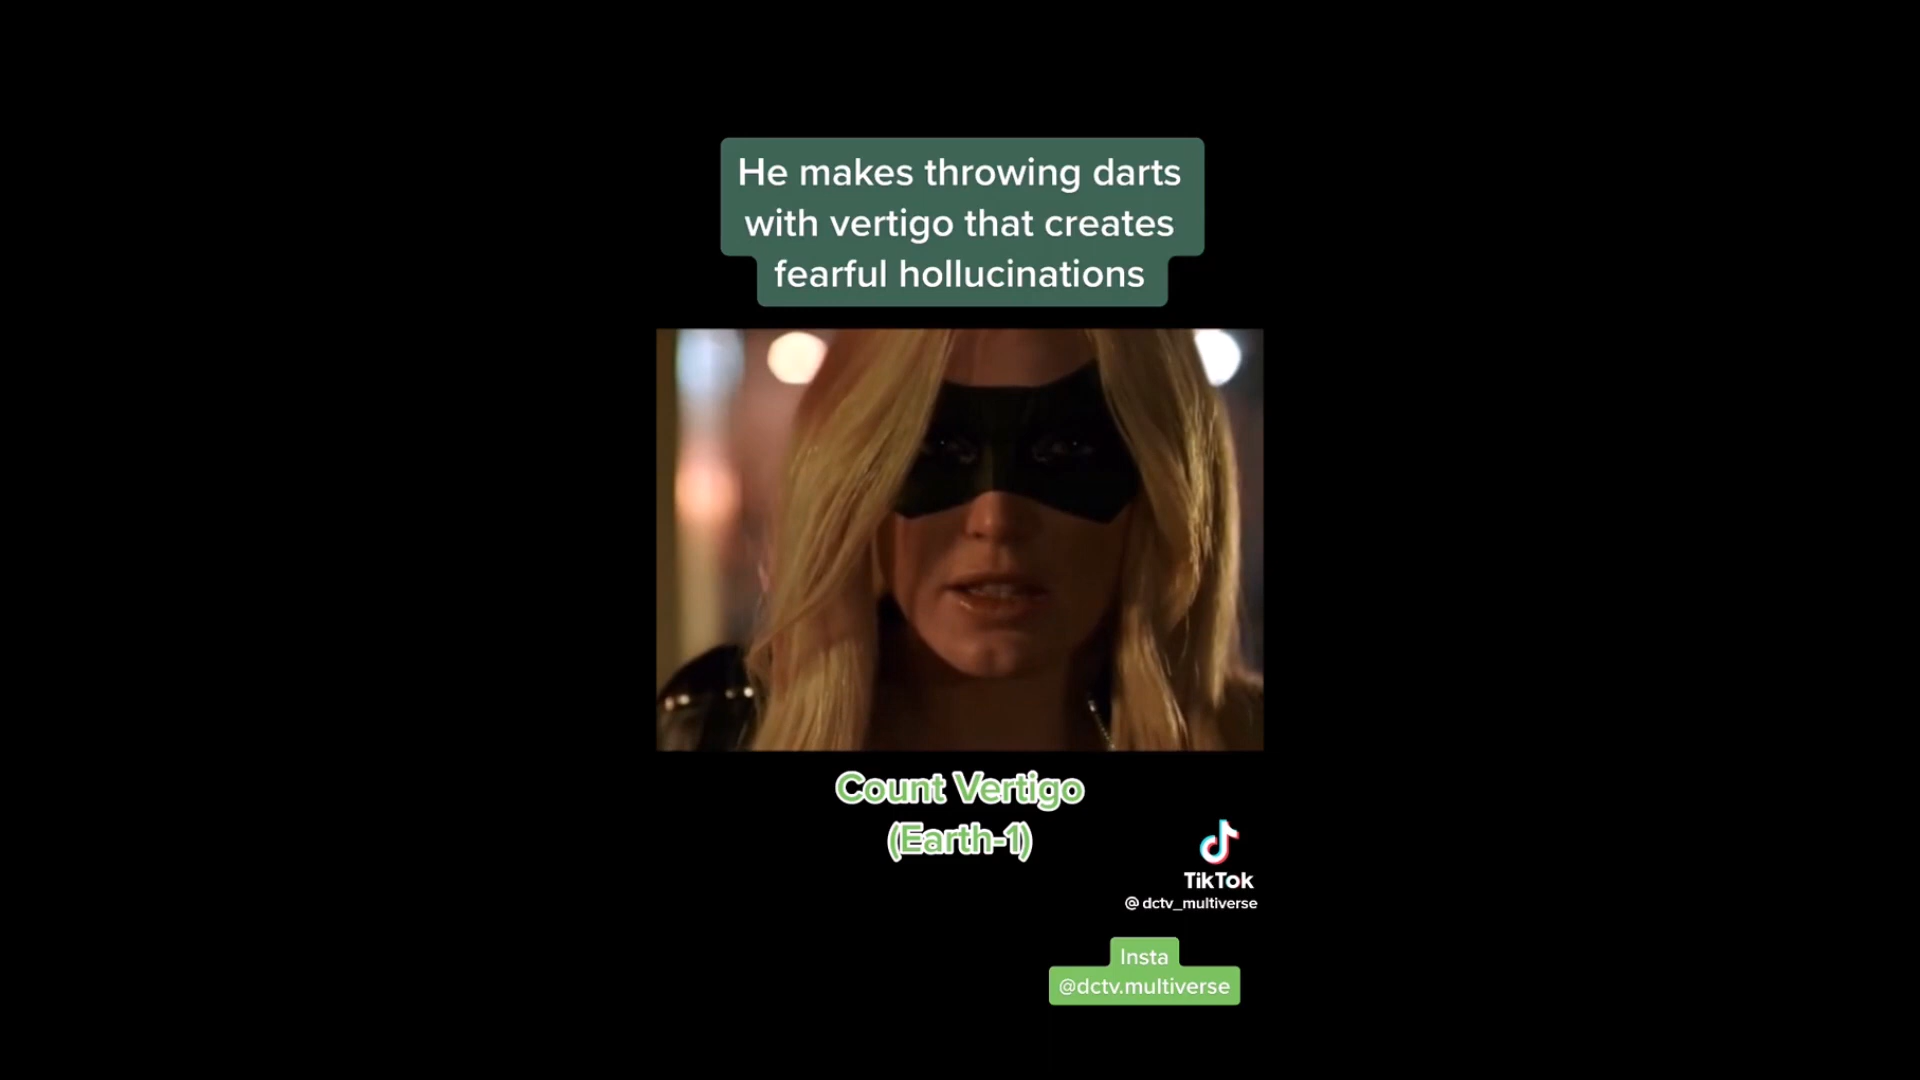 He makes throwing darts
with vertigo that creates
fearful hollucinations
Count Vertigo
(Earth-1)
TikTok
@dctv_multiverse
Insta
@dctv.multiverse